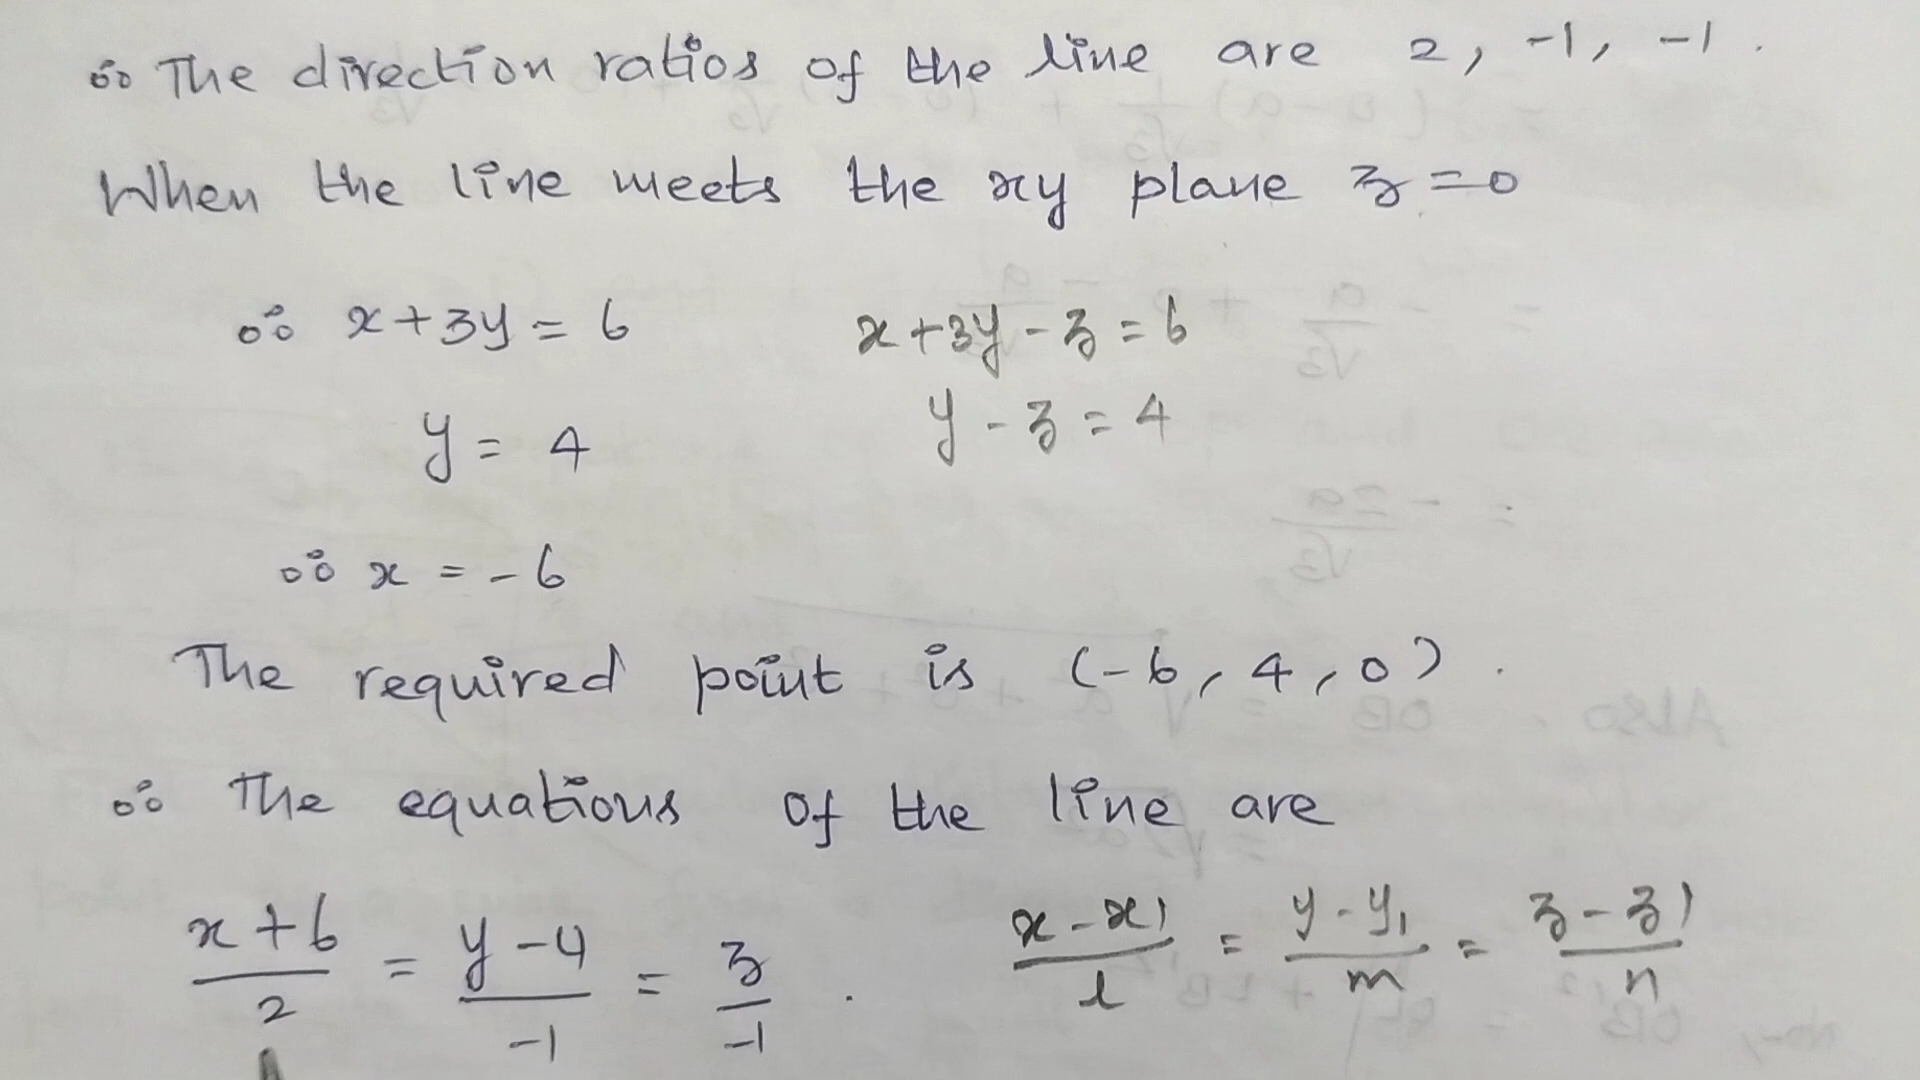 ∴ The direction ratios of the line are 2, -1, -1.
When the line meets the xy plane z=0
∴ x+3y = 6
x+3y-z=6
y = 4
y-z=4
∴ x = -6
The required point is (-6, 4, 0).
∴ The equations of the line are
(x+6)/2 = (y-4)/-1 = z/-1.
(x-x1)/l = (y-y1)/m = (z-z1)/n